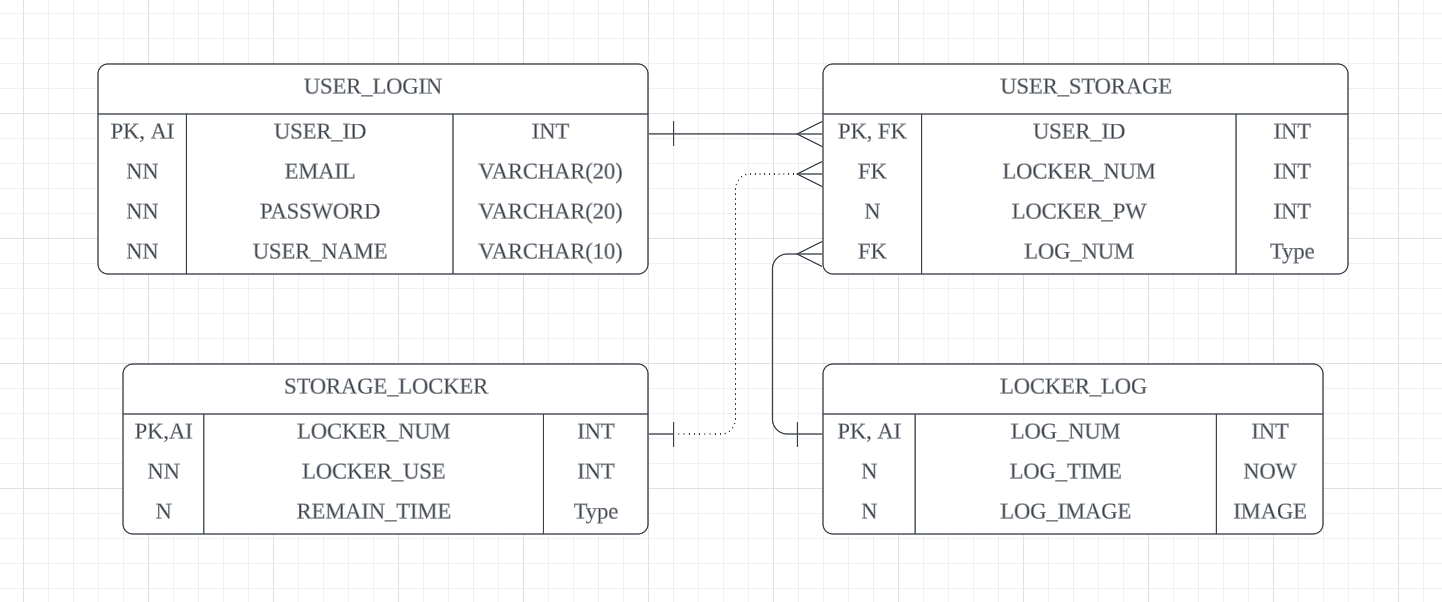 USER_LOGIN
PK, AI USER_ID INT
NN EMAIL VARCHAR(20)
NN PASSWORD VARCHAR(20)
NN USER_NAME VARCHAR(10)
USER_STORAGE
PK, FK USER_ID INT
FK LOCKER_NUM INT
N LOCKER_PW INT
FK LOG_NUM Type
STORAGE_LOCKER
PK,AI LOCKER_NUM INT
NN LOCKER_USE INT
N REMAIN_TIME Type
LOCKER_LOG
PK, AI LOG_NUM INT
N LOG_TIME NOW
N LOG_IMAGE IMAGE